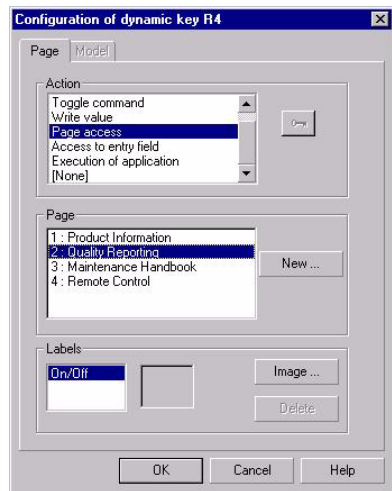 Configuration of dynamic key R4
Page Model
Action
Toggle command
Write value
Page access
Access to entry field
Execution of application
[None]
Page
1 : Product Information
2 : Quality Reporting
3 : Maintenance Handbook
4 : Remote Control
New ...
Labels
On/Off
Image ...
Delete
OK Cancel Help